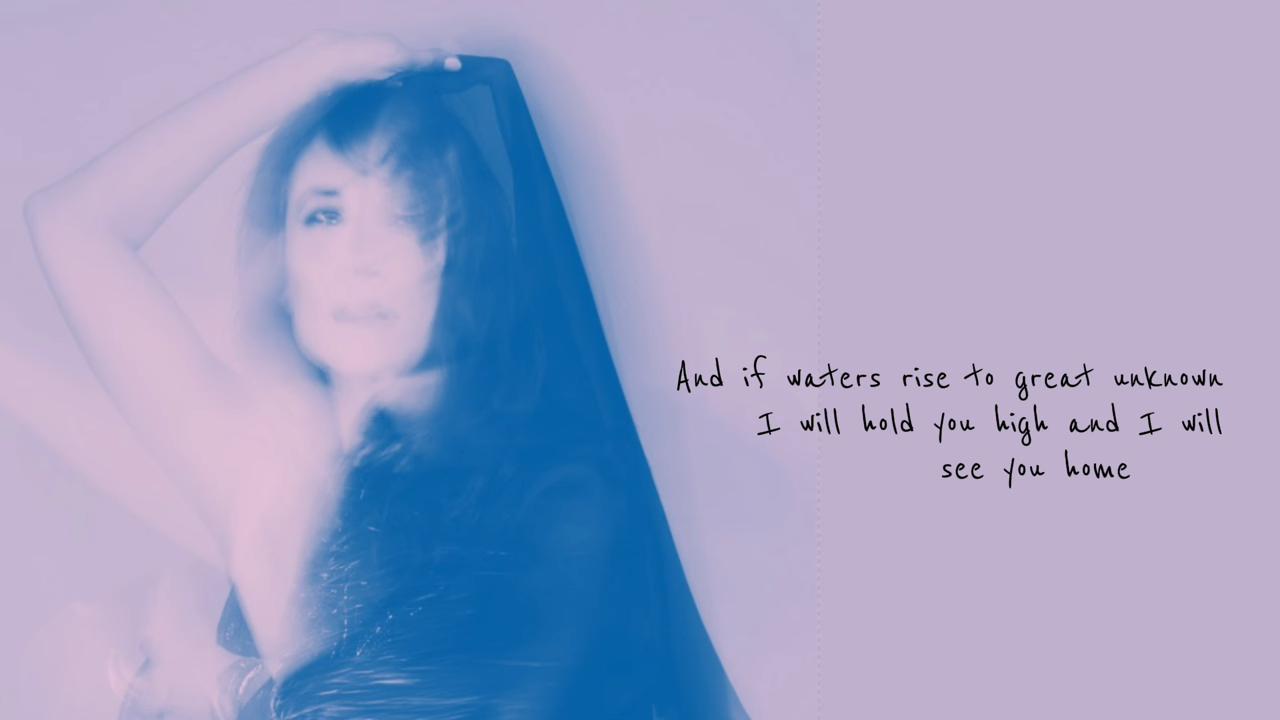 And if waters rise to great unknown
I will hold you high and I will
see you home